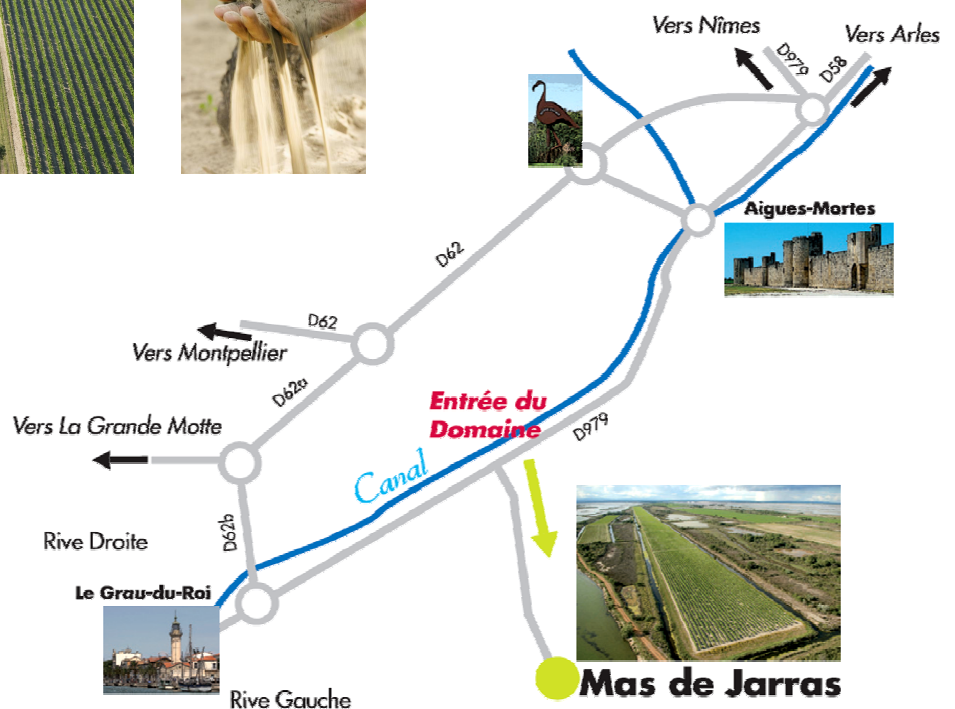 Vers Nîmes
Vers Arles
D979
D58
Aigues-Mortes
D62
D62
Vers Montpellier
D62a
Entrée du
Domaine
D979
Vers La Grande Motte
Canal
D62b
Rive Droite
Le Grau-du-Roi
Mas de Jarras
Rive Gauche